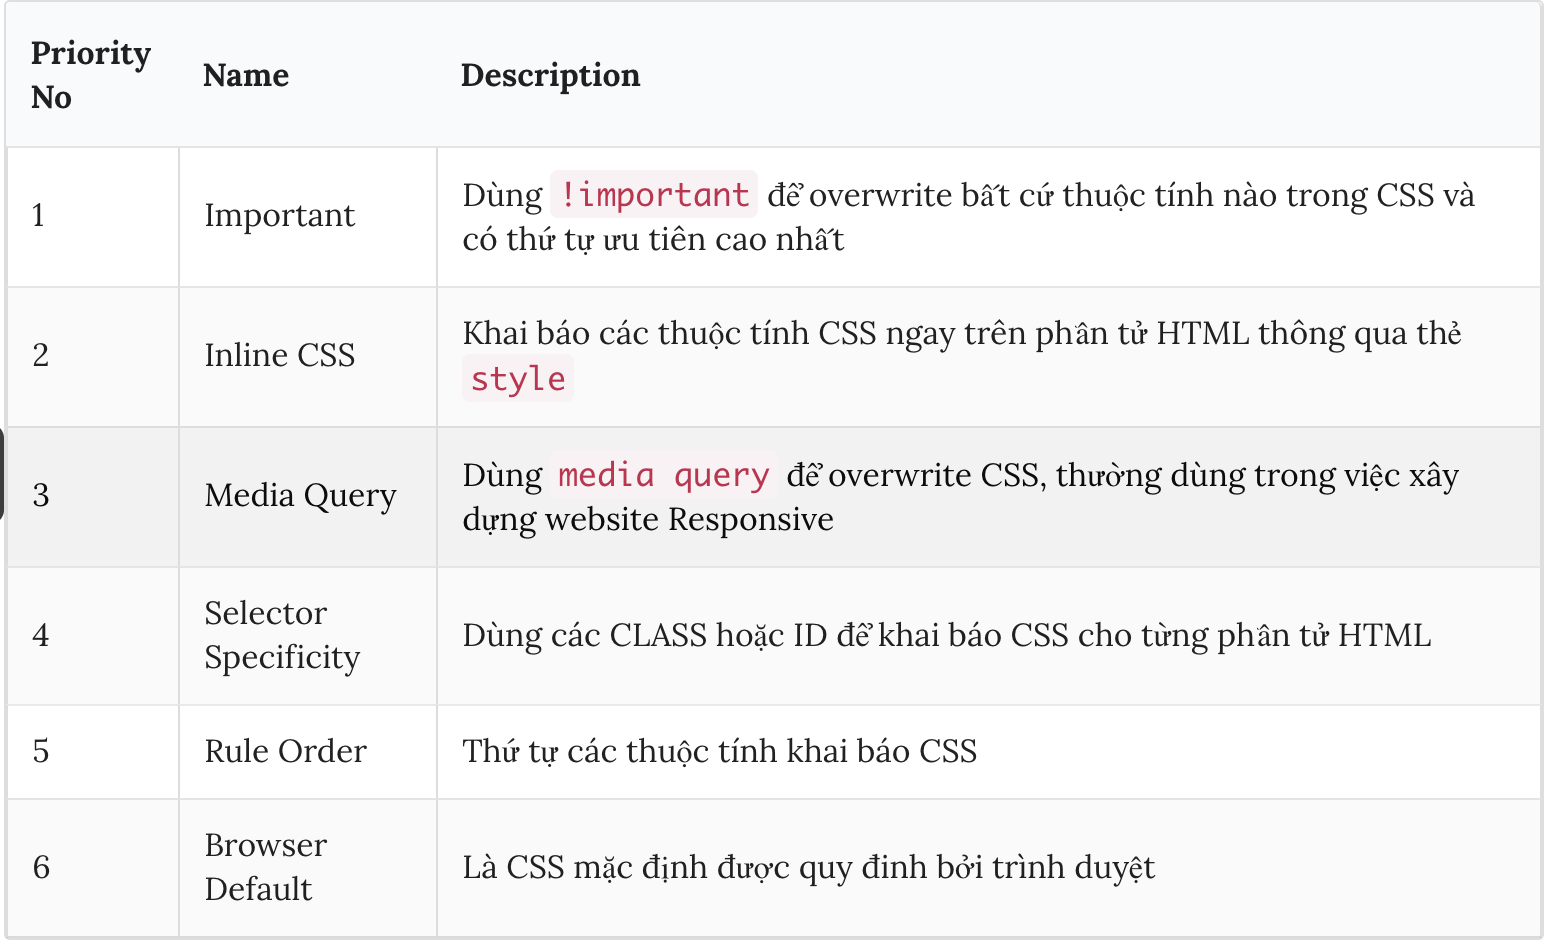 Priority
No
Name
Description
1
Important
Dùng !important để overwrite bất cứ thuộc tính nào trong CSS và
có thứ tự ưu tiên cao nhất
2
Inline CSS
Khai báo các thuộc tính CSS ngay trên phần tử HTML thông qua thẻ
style
3
Media Query
Dùng media query để overwrite CSS, thường dùng trong việc xây
dựng website Responsive
4
Selector
Specificity
Dùng các CLASS hoặc ID để khai báo CSS cho từng phần tử HTML
5
Rule Order
Thứ tự các thuộc tính khai báo CSS
6
Browser
Default
Là CSS mặc định được quy đinh bởi trình duyệt